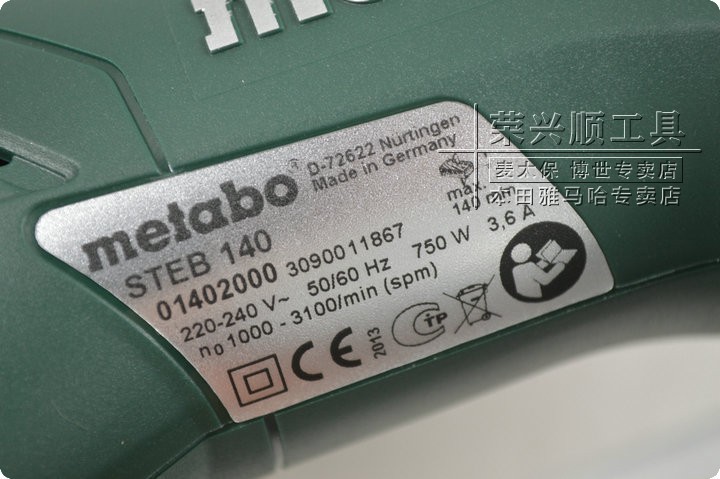 metabo®
D-72622 Nürtingen
Made in Germany
STEB 140
01402000 3090011867
220-240 V~ 50/60 Hz 750 W 3,6 A
n0 1000 - 3100/min (spm)
max.
140 mm
CE
2013
荣兴顺工具
麦太保 博世专卖店
本田雅马哈专卖店